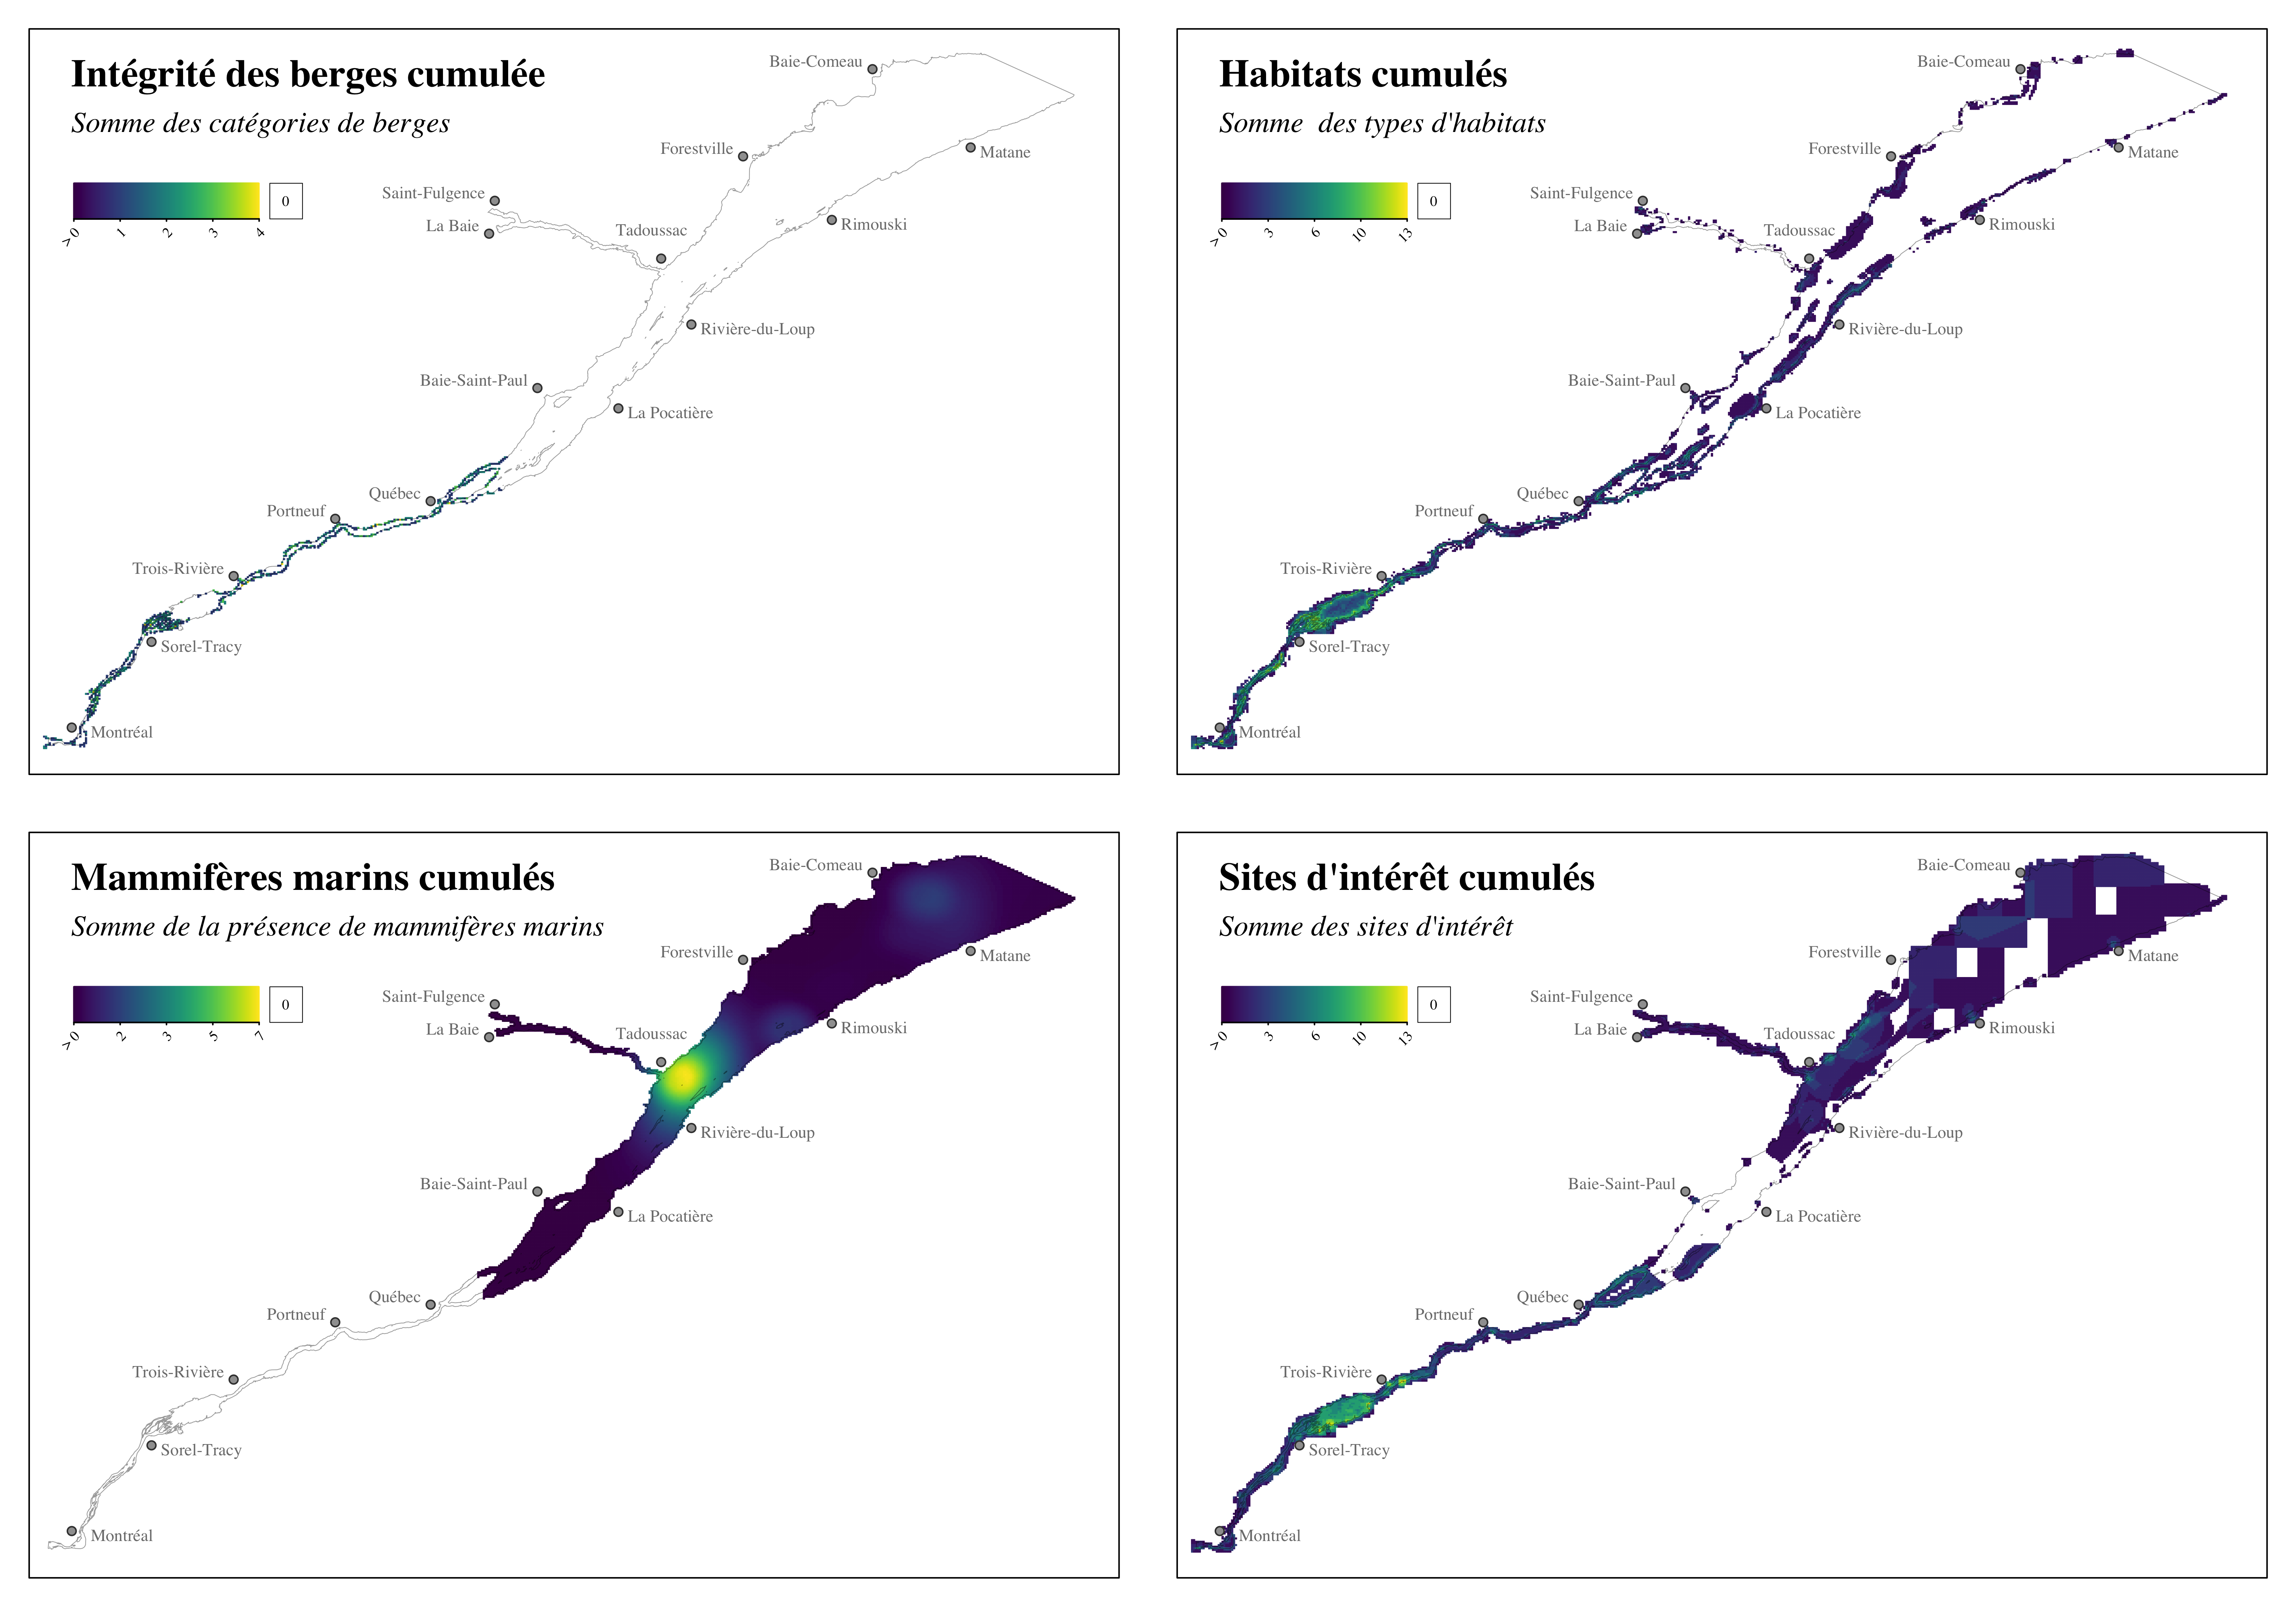 Intégrité des berges cumulée
Somme des catégories de berges
> 0 1 2 3 4
0
Baie-Comeau
Forestville
Matane
Saint-Fulgence
La Baie
Tadoussac
Rimouski
Rivière-du-Loup
Baie-Saint-Paul
La Pocatière
Québec
Portneuf
Trois-Rivière
Sorel-Tracy
Montréal
Habitats cumulés
Somme  des types d'habitats
> 0 3 6 10 13
0
Baie-Comeau
Forestville
Matane
Saint-Fulgence
La Baie
Tadoussac
Rimouski
Rivière-du-Loup
Baie-Saint-Paul
La Pocatière
Québec
Portneuf
Trois-Rivière
Sorel-Tracy
Montréal
Mammifères marins cumulés
Somme de la présence de mammifères marins
> 0 2 3 5 7
0
Baie-Comeau
Forestville
Matane
Saint-Fulgence
La Baie
Tadoussac
Rimouski
Rivière-du-Loup
Baie-Saint-Paul
La Pocatière
Québec
Portneuf
Trois-Rivière
Sorel-Tracy
Montréal
Sites d'intérêt cumulés
Somme des sites d'intérêt
> 0 3 6 10 13
0
Baie-Comeau
Forestville
Matane
Saint-Fulgence
La Baie
Tadoussac
Rimouski
Rivière-du-Loup
Baie-Saint-Paul
La Pocatière
Québec
Portneuf
Trois-Rivière
Sorel-Tracy
Montréal